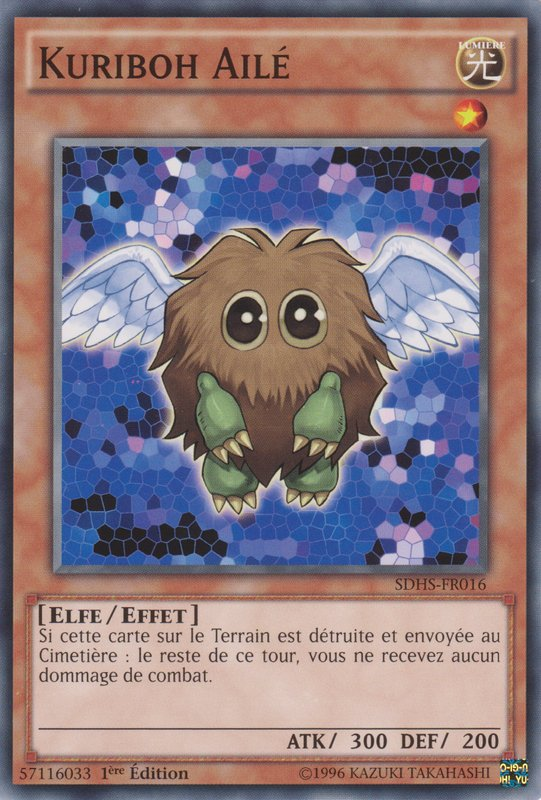 KURIBOH AILÉ
LUMIÈRE
光
SDHS-FR016
[ELFE/EFFET]
Si cette carte sur le Terrain est détruite et envoyée au
Cimetière : le reste de ce tour, vous ne recevez aucun
dommage de combat.
ATK/ 300 DEF/ 200
57116033 1ère Édition ©1996 KAZUKI TAKAHASHI